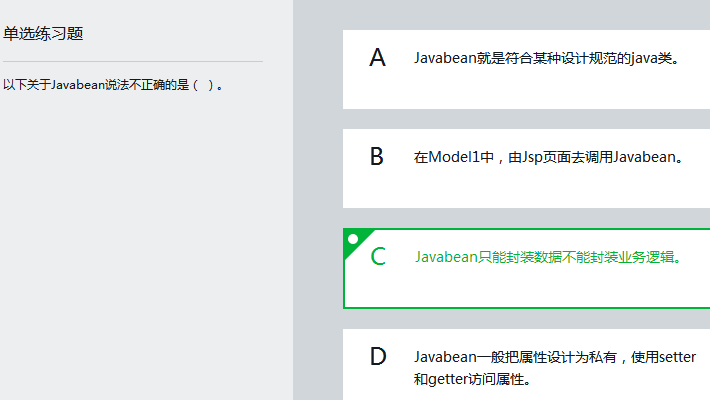 单选练习题
以下关于Javabean说法不正确的是（ ）。
A
Javabean就是符合某种设计规范的java类。
B
在Model1中，由Jsp页面去调用Javabean。
C
Javabean只能封装数据不能封装业务逻辑。
D
Javabean一般把属性设计为私有，使用setter
和getter访问属性。